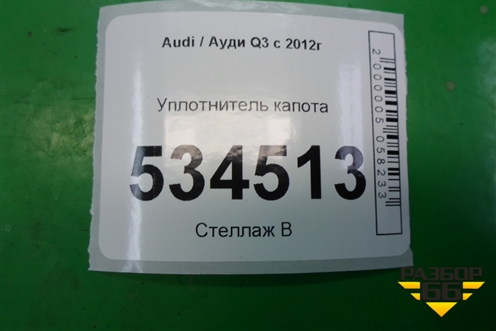 Audi / Ауди Q3 с 2012г
Уплотнитель капота
534513
Стеллаж В
2000005058233
РАЗБОР
66